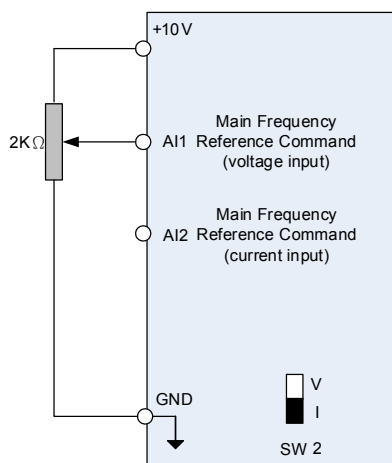 +10V
2KΩ
AI1
Main Frequency
Reference Command
(voltage input)
AI2
Main Frequency
Reference Command
(current input)
GND
V
I
SW 2